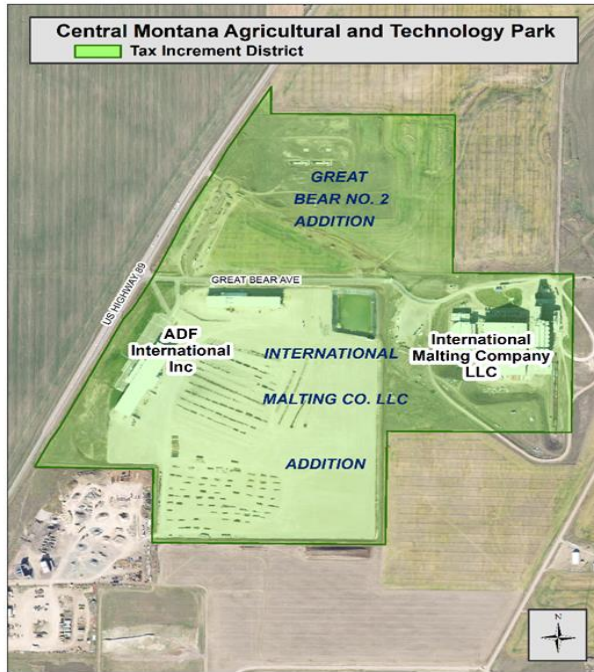 Central Montana Agricultural and Technology Park
Tax Increment District
GREAT
BEAR NO. 2
ADDITION
US HIGHWAY 89
GREAT BEAR AVE
ADF
International
Inc
INTERNATIONAL
International
Malting Company
LLC
MALTING CO. LLC
ADDITION
N